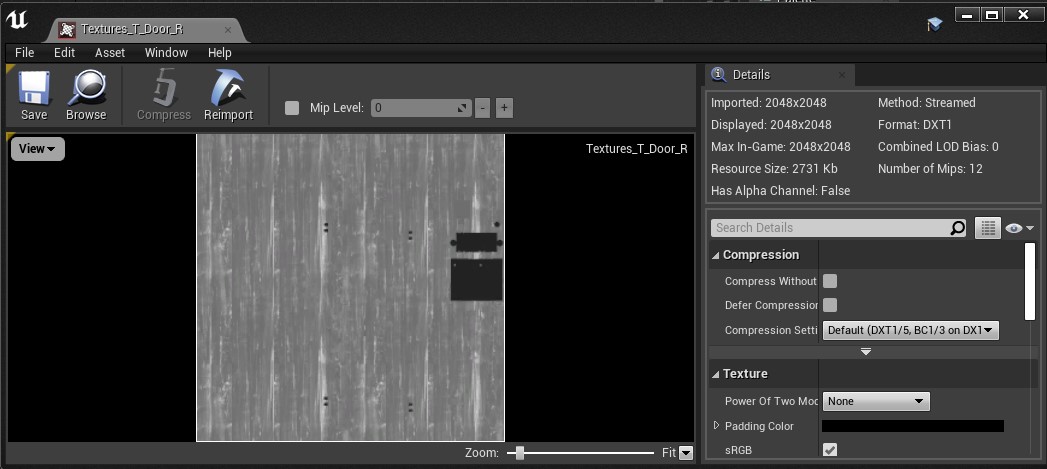 Textures_T_Door_R
File Edit Asset Window Help
Save Browse Compress Reimport
Mip Level: 0 - +
View
Textures_T_Door_R
Zoom: Fit
Details
Imported: 2048x2048 Method: Streamed
Displayed: 2048x2048 Format: DXT1
Max In-Game: 2048x2048 Combined LOD Bias: 0
Resource Size: 2731 Kb Number of Mips: 12
Has Alpha Channel: False
Search Details
Compression
Compress Without
Defer Compression
Compression Setti Default (DXT1/5, BC1/3 on DX1
Texture
Power Of Two Mod None
Padding Color
sRGB